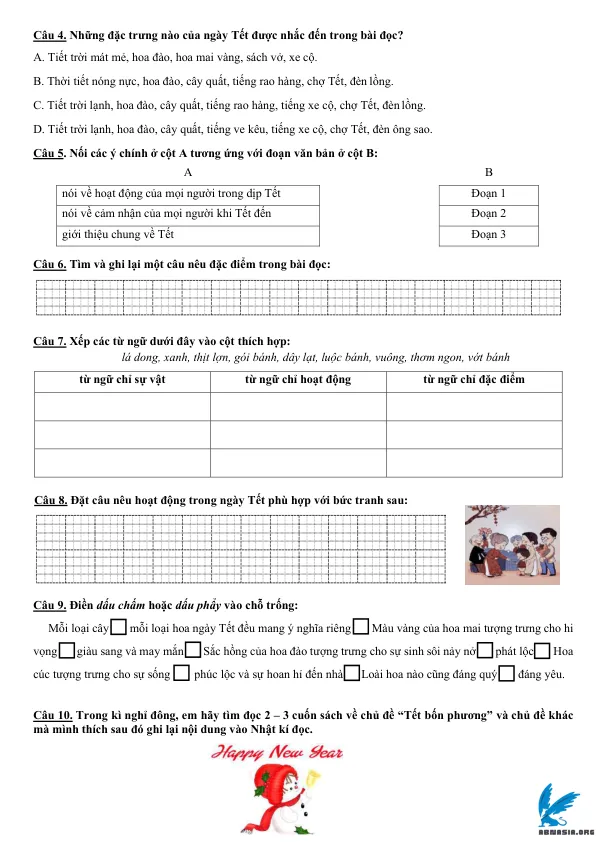 Câu 4. Những đặc trưng nào của ngày Tết được nhắc đến trong bài đọc?
A. Tiết trời mát mẻ, hoa đào, hoa mai vàng, sách vở, xe cộ.
B. Thời tiết nóng nực, hoa đào, cây quất, tiếng rao hàng, chợ Tết, đèn lồng.
C. Tiết trời lạnh, hoa đào, cây quất, tiếng rao hàng, tiếng xe cộ, chợ Tết, đèn lồng.
D. Tiết trời lạnh, hoa đào, cây quất, tiếng ve kêu, tiếng xe cộ, chợ Tết, đèn ông sao.
Câu 5. Nối các ý chính ở cột A tương ứng với đoạn văn bản ở cột B:
A B
nói về hoạt động của mọi người trong dịp Tết Đoạn 1
nói về cảm nhận của mọi người khi Tết đến Đoạn 2
giới thiệu chung về Tết Đoạn 3
Câu 6. Tìm và ghi lại một câu nêu đặc điểm trong bài đọc:
Câu 7. Xếp các từ ngữ dưới đây vào cột thích hợp:
lá dong, xanh, thịt lợn, gói bánh, dây lạt, luộc bánh, vuông, thơm ngon, vớt bánh
từ ngữ chỉ sự vật từ ngữ chỉ hoạt động từ ngữ chỉ đặc điểm
Câu 8. Đặt câu nêu hoạt động trong ngày Tết phù hợp với bức tranh sau:
Câu 9. Điền dấu chấm hoặc dấu phẩy vào chỗ trống:
Mỗi loại cây □ mỗi loại hoa ngày Tết đều mang ý nghĩa riêng □ Màu vàng của hoa mai tượng trưng cho hi
vọng □ giàu sang và may mắn □ Sắc hồng của hoa đào tượng trưng cho sự sinh sôi nảy nở □ phát lộc □ Hoa
cúc tượng trưng cho sự sống □ phúc lộc và sự hoan hỉ đến nhà □ Loài hoa nào cũng đáng quý □ đáng yêu.
Câu 10. Trong kì nghỉ đông, em hãy tìm đọc 2 – 3 cuốn sách về chủ đề “Tết bốn phương” và chủ đề khác
mà mình thích sau đó ghi lại nội dung vào Nhật kí đọc.
Happy New Year
ABMASIA.ORG